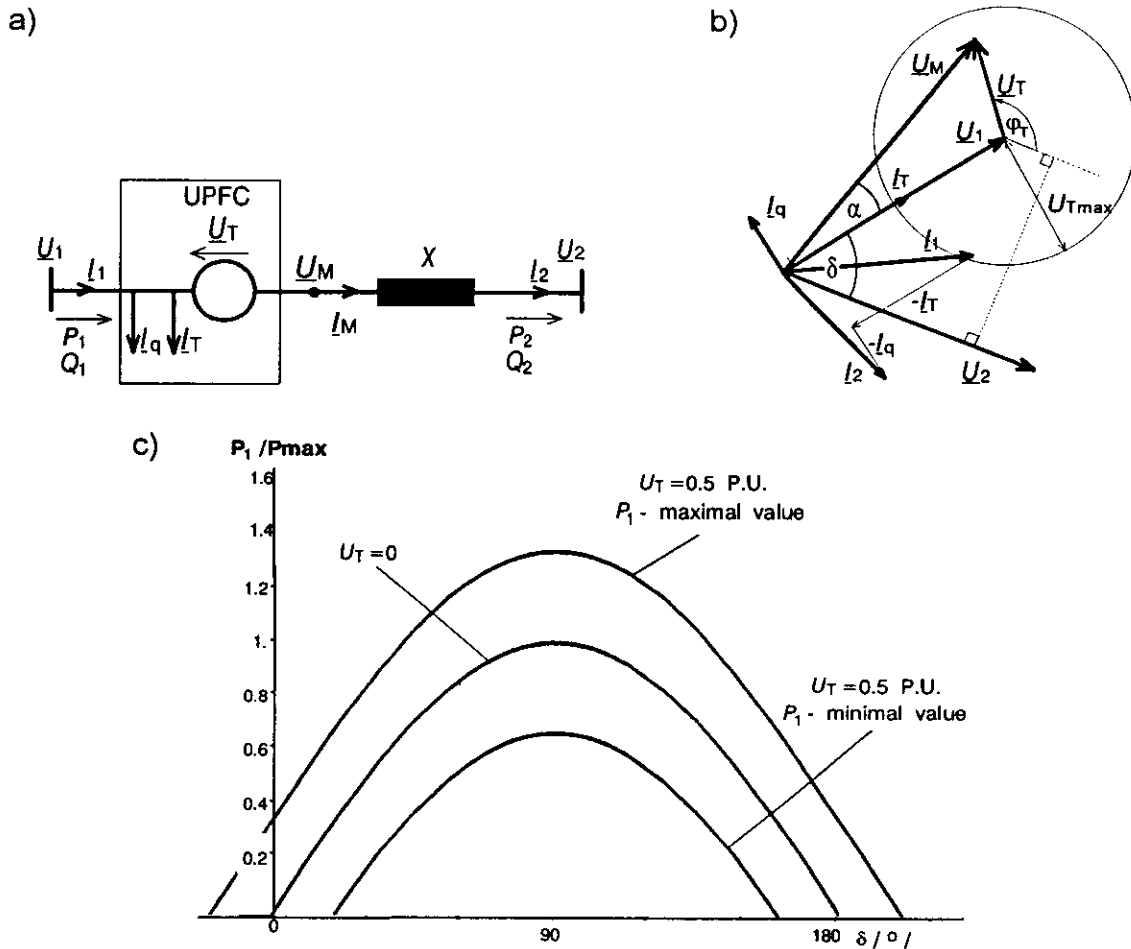 a)
UPFC
U1
I1
UT
UM
X
I2
U2
IM
P1
Q1
Iq
IT
P2
Q2
b)
UM
UT
φT
U1
IT
UTmax
α
Iq
I1
δ
-IT
-Iq
I2
U2
c)
P1 /Pmax
1.6
1.4
1.2
1.
0.8
0.6
0.4
0.2
0
90
180
δ / ° /
UT = 0
UT = 0.5 P.U.
P1 - maximal value
UT = 0.5 P.U.
P1 - minimal value